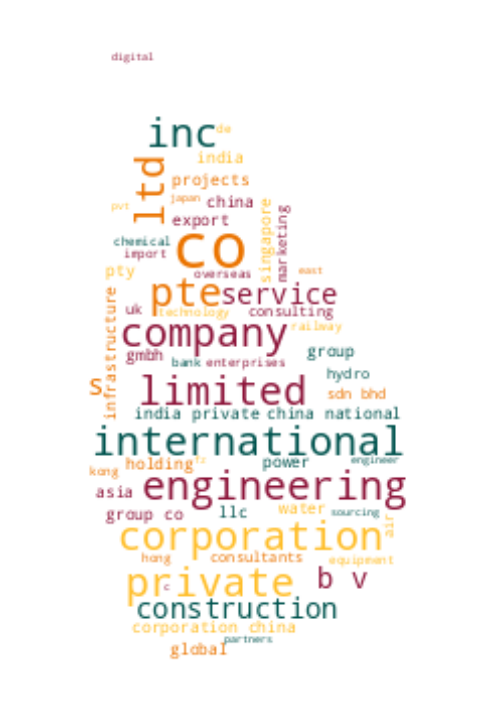 digital
inc de
india
ltd
projects
japan china
pvt
export
singapore
marketing
chemical
import
co
pty
overseas east
infrastructure
pte service
uk technology consulting
company railway
gmbh
bank enterprises group
hydro
s limited sdn bhd
india private china national
international
holding power engineer
kong
asia engineering
group co llc water sourcing
air
corporation
hong consultants equipment
private b v
c
construction
corporation china
partners
global